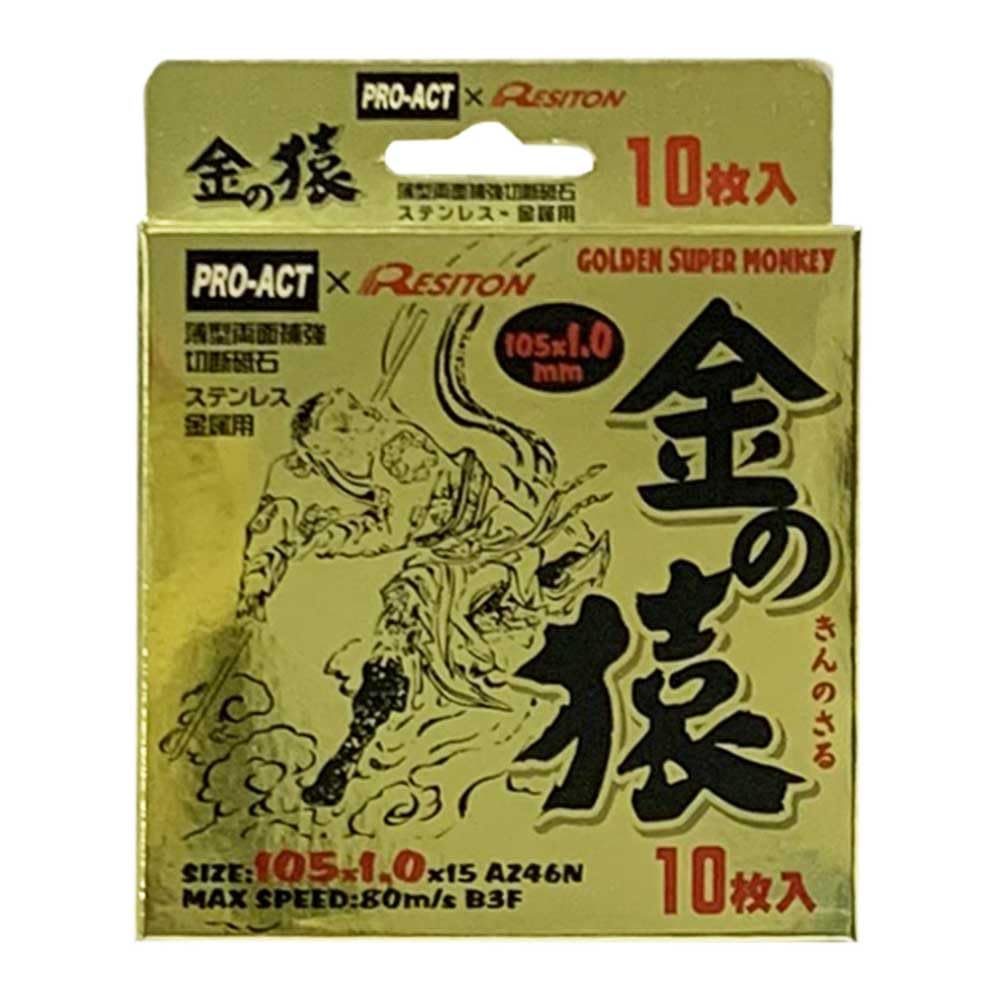 PRO-ACT × RESITON
金の猿
薄型両面補強切断砥石
ステンレス・金属用
10枚入
PRO-ACT × RESITON
GOLDEN SUPER MONKEY
薄型両面補強
切断砥石
ステンレス
金属用
105x1.0
mm
金の猿
きんのさる
SIZE:105x1.0x15 AZ46N
MAX SPEED:80m/s B3F
10枚入